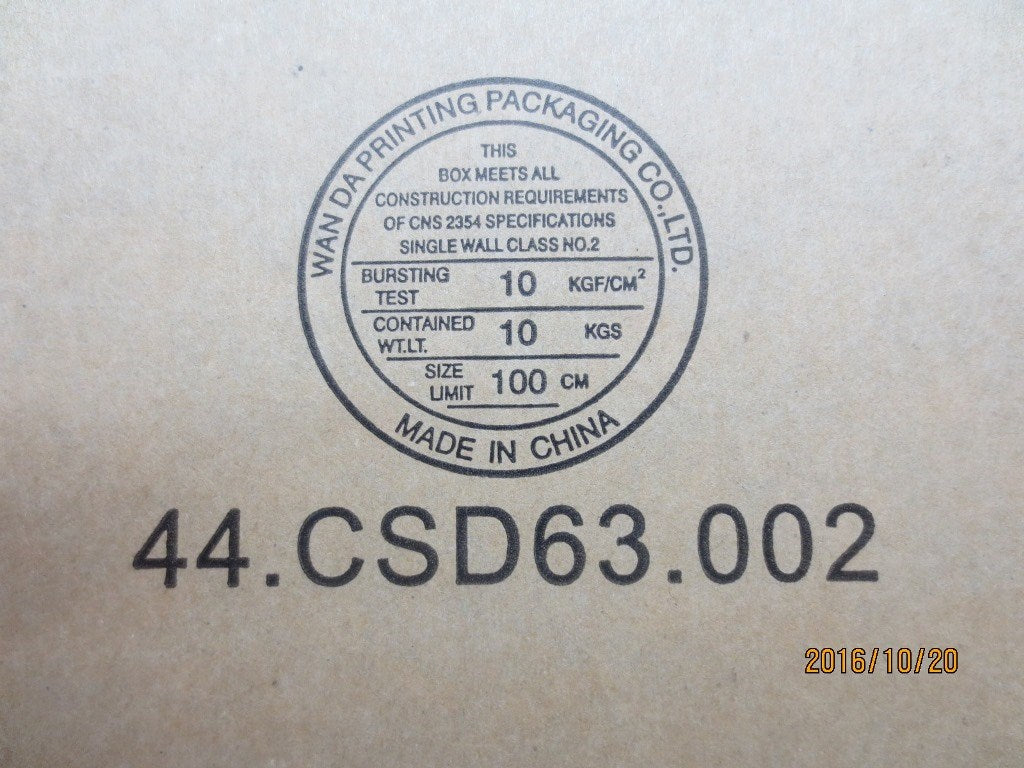 WAN DA PRINTING PACKAGING CO.,LTD.
THIS
BOX MEETS ALL
CONSTRUCTION REQUIREMENTS
OF CNS 2354 SPECIFICATIONS
SINGLE WALL CLASS NO.2
BURSTING TEST 10 KGF/CM²
CONTAINED WT.LT. 10 KGS
SIZE LIMIT 100 CM
MADE IN CHINA
44.CSD63.002
2016/10/20